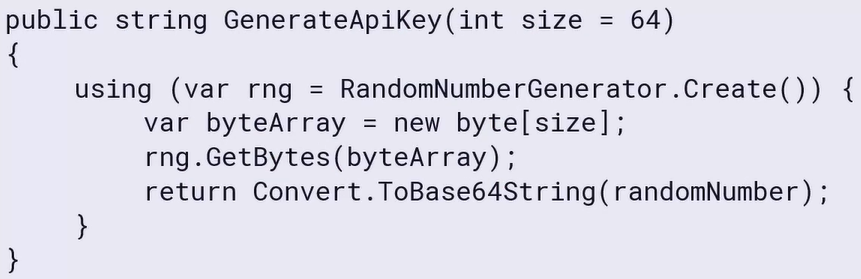 public string GenerateApiKey(int size = 64)
{
    using (var rng = RandomNumberGenerator.Create()) {
        var byteArray = new byte[size];
        rng.GetBytes(byteArray);
        return Convert.ToBase64String(randomNumber);
    }
}